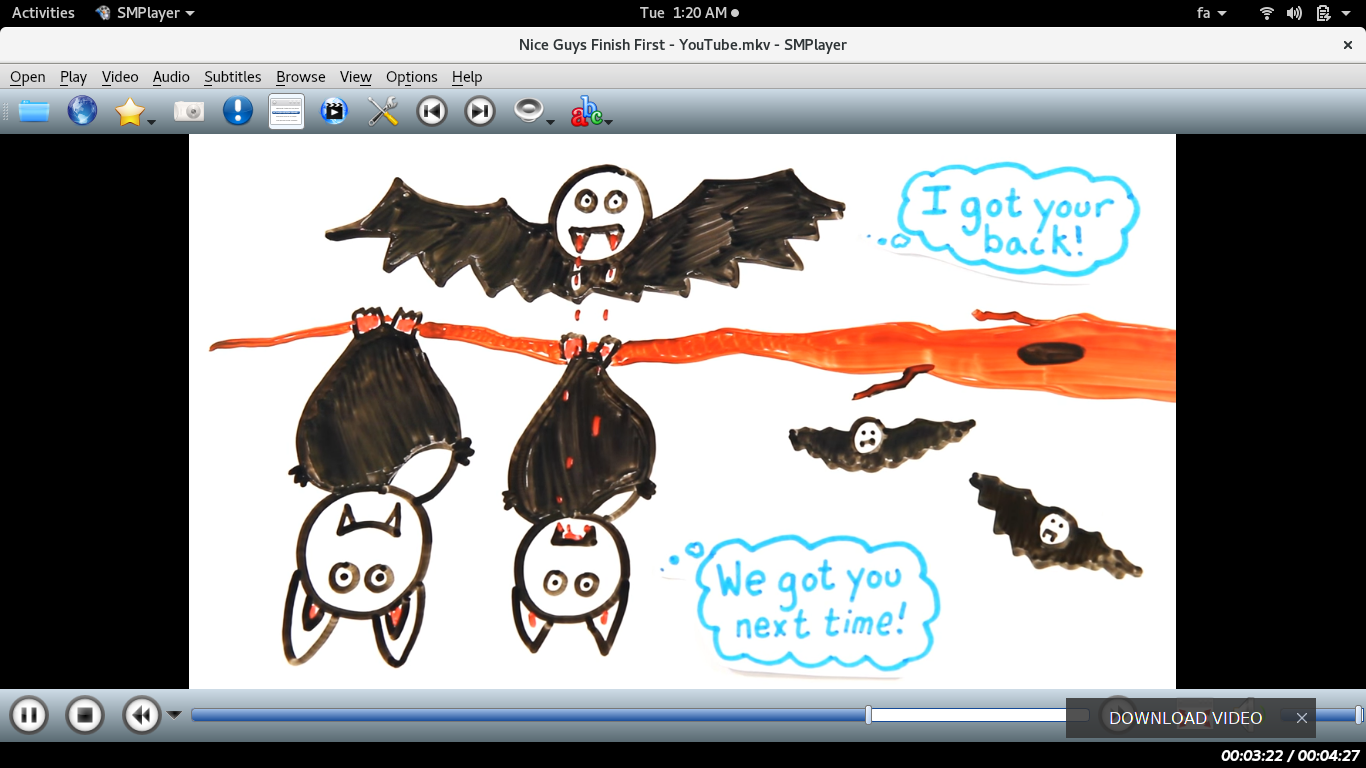 Activities SMPlayer Tue 1:20 AM fa
Nice Guys Finish First - YouTube.mkv - SMPlayer
Open Play Video Audio Subtitles Browse View Options Help
abc
I got your
back!
We got you
next time!
DOWNLOAD VIDEO
00:03:22 / 00:04:27